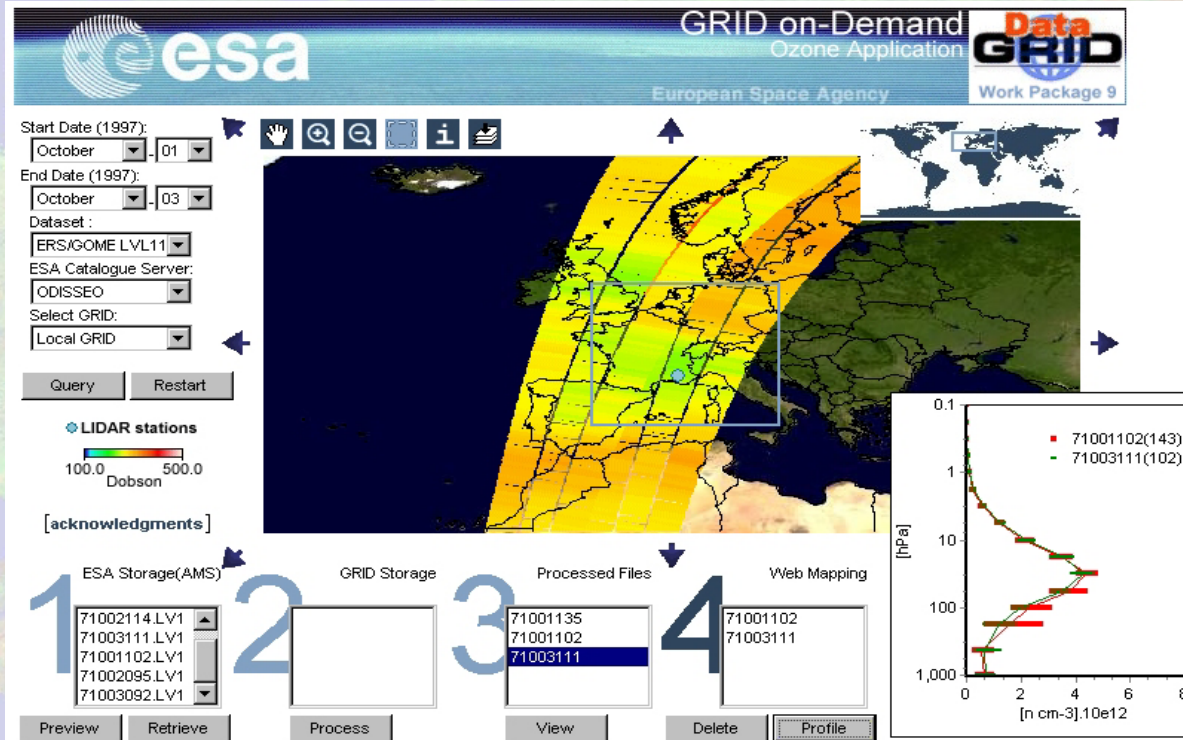 esa
GRID on-Demand
Ozone Application
European Space Agency
Data
GRID
Work Package 9
Start Date (1997):
October - 01
End Date (1997):
October - 03
Dataset :
ERS/GOME LVL11
ESA Catalogue Server:
ODISSEO
Select GRID:
Local GRID
Query Restart
LIDAR stations
100.0 500.0
Dobson
[acknowledgments]
i
1 ESA Storage(AMS)
71002114.LV1
71003111.LV1
71001102.LV1
71002095.LV1
71003092.LV1
Preview Retrieve
2 GRID Storage
Process
3 Processed Files
71001135
71001102
71003111
View
4 Web Mapping
71001102
71003111
Delete Profile
71001102(143)
71003111(102)
[hPa]
0.1
1
10
100
1,000
0 2 4 6 8
[n cm-3].10e12